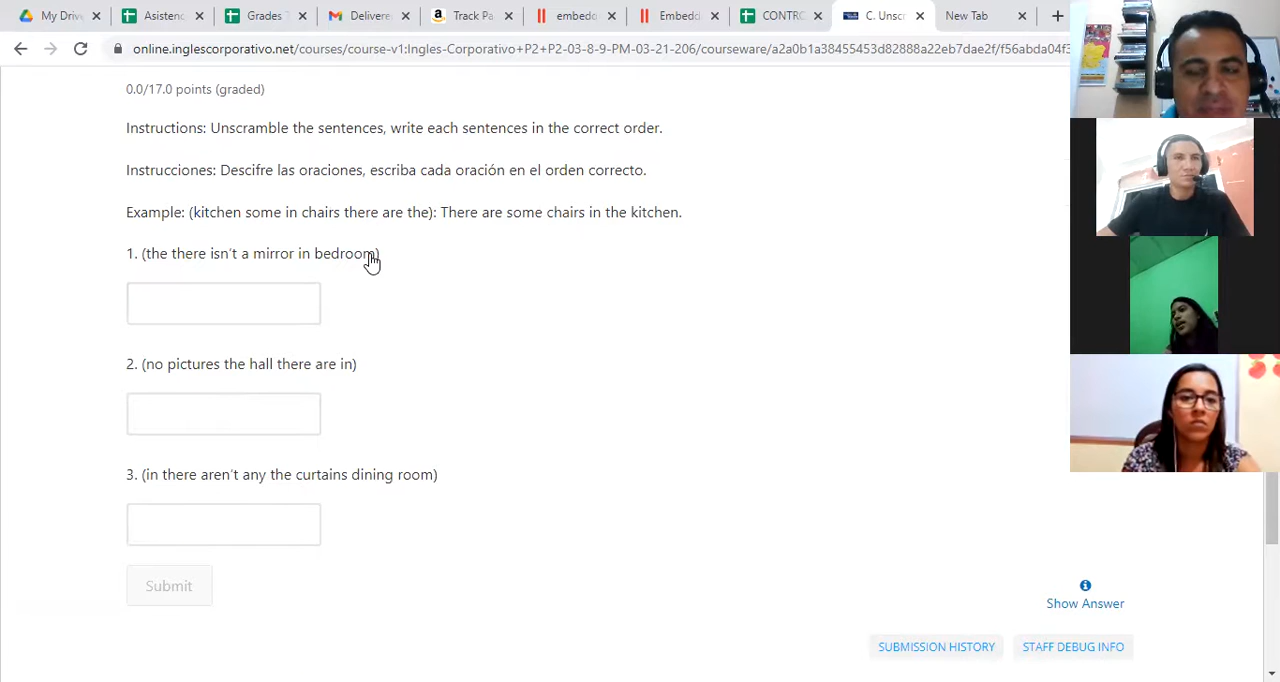 My Drive
Asistenc
Grades 7
Delivere
Track Pa
embedd
Embedd
CONTRC
C. Unscr
New Tab
online.inglescorporativo.net/courses/course-v1:Ingles-Corporativo+P2+P2-03-8-9-PM-03-21-200/courseware/a2a0b1a38455453d82888a22eb7dae2f/f56abda04f3
0.0/17.0 points (graded)
Instructions: Unscramble the sentences, write each sentences in the correct order.
Instrucciones: Descifre las oraciones, escriba cada oración en el orden correcto.
Example: (kitchen some in chairs there are the): There are some chairs in the kitchen.
1. (the there isn't a mirror in bedroom)
2. (no pictures the hall there are in)
3. (in there aren't any the curtains dining room)
Submit
Show Answer
SUBMISSION HISTORY
STAFF DEBUG INFO